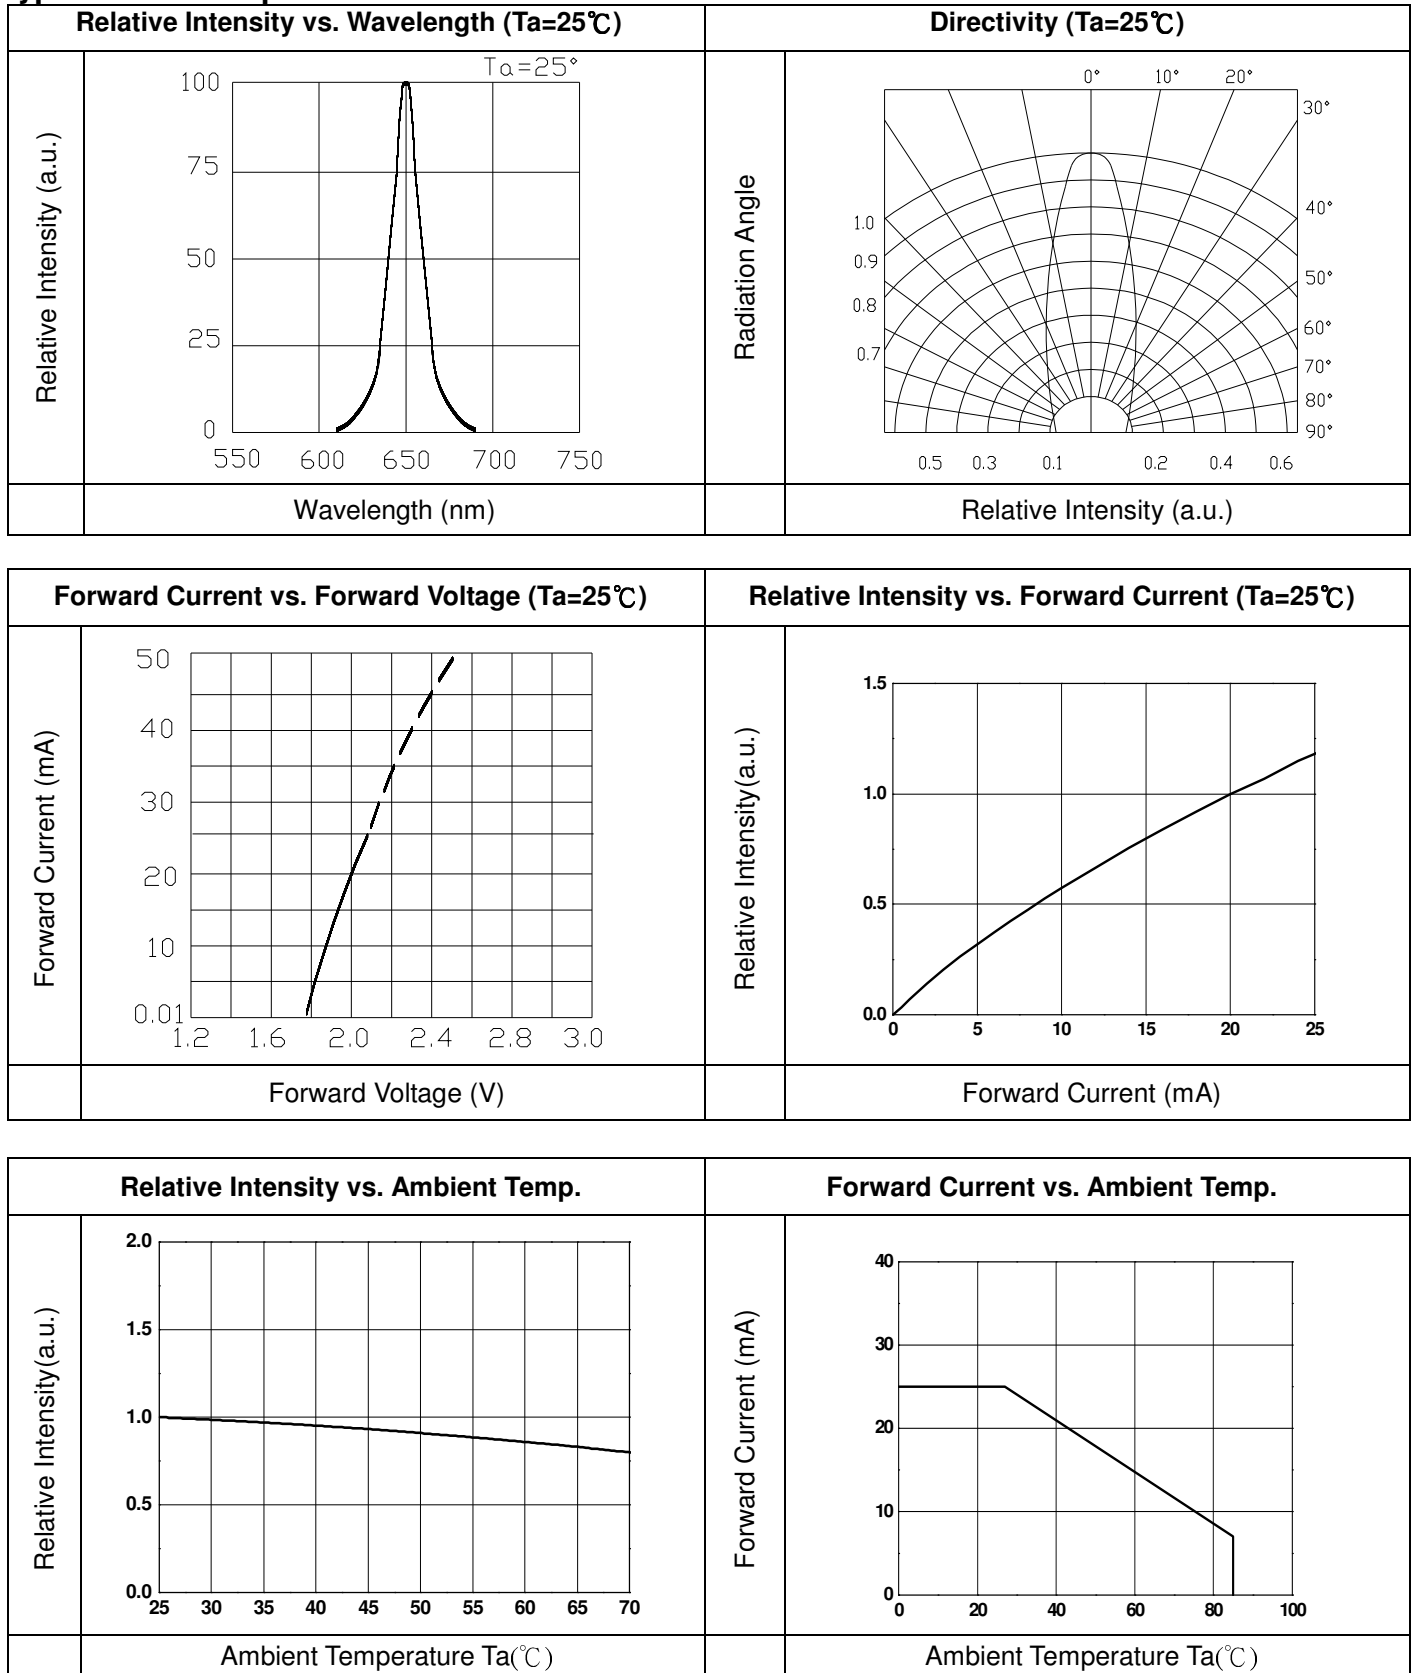 Relative Intensity vs. Wavelength (Ta=25℃)
Directivity (Ta=25℃)
Relative Intensity (a.u.)
Ta=25°
100
75
50
25
0
550 600 650 700 750
Wavelength (nm)
Radiation Angle
0° 10° 20°
30°
40°
50°
60°
70°
80°
90°
1.0
0.9
0.8
0.7
0.5 0.3 0.1 0.2 0.4 0.6
Relative Intensity (a.u.)
Forward Current vs. Forward Voltage (Ta=25℃)
Relative Intensity vs. Forward Current (Ta=25℃)
Forward Current (mA)
50
40
30
20
10
0.01
1.2 1.6 2.0 2.4 2.8 3.0
Forward Voltage (V)
Relative Intensity(a.u.)
1.5
1.0
0.5
0.0
0 5 10 15 20 25
Forward Current (mA)
Relative Intensity vs. Ambient Temp.
Forward Current vs. Ambient Temp.
Relative Intensity(a.u.)
2.0
1.5
1.0
0.5
0.0
25 30 35 40 45 50 55 60 65 70
Ambient Temperature Ta(℃)
Forward Current (mA)
40
30
20
10
0
0 20 40 60 80 100
Ambient Temperature Ta(℃)